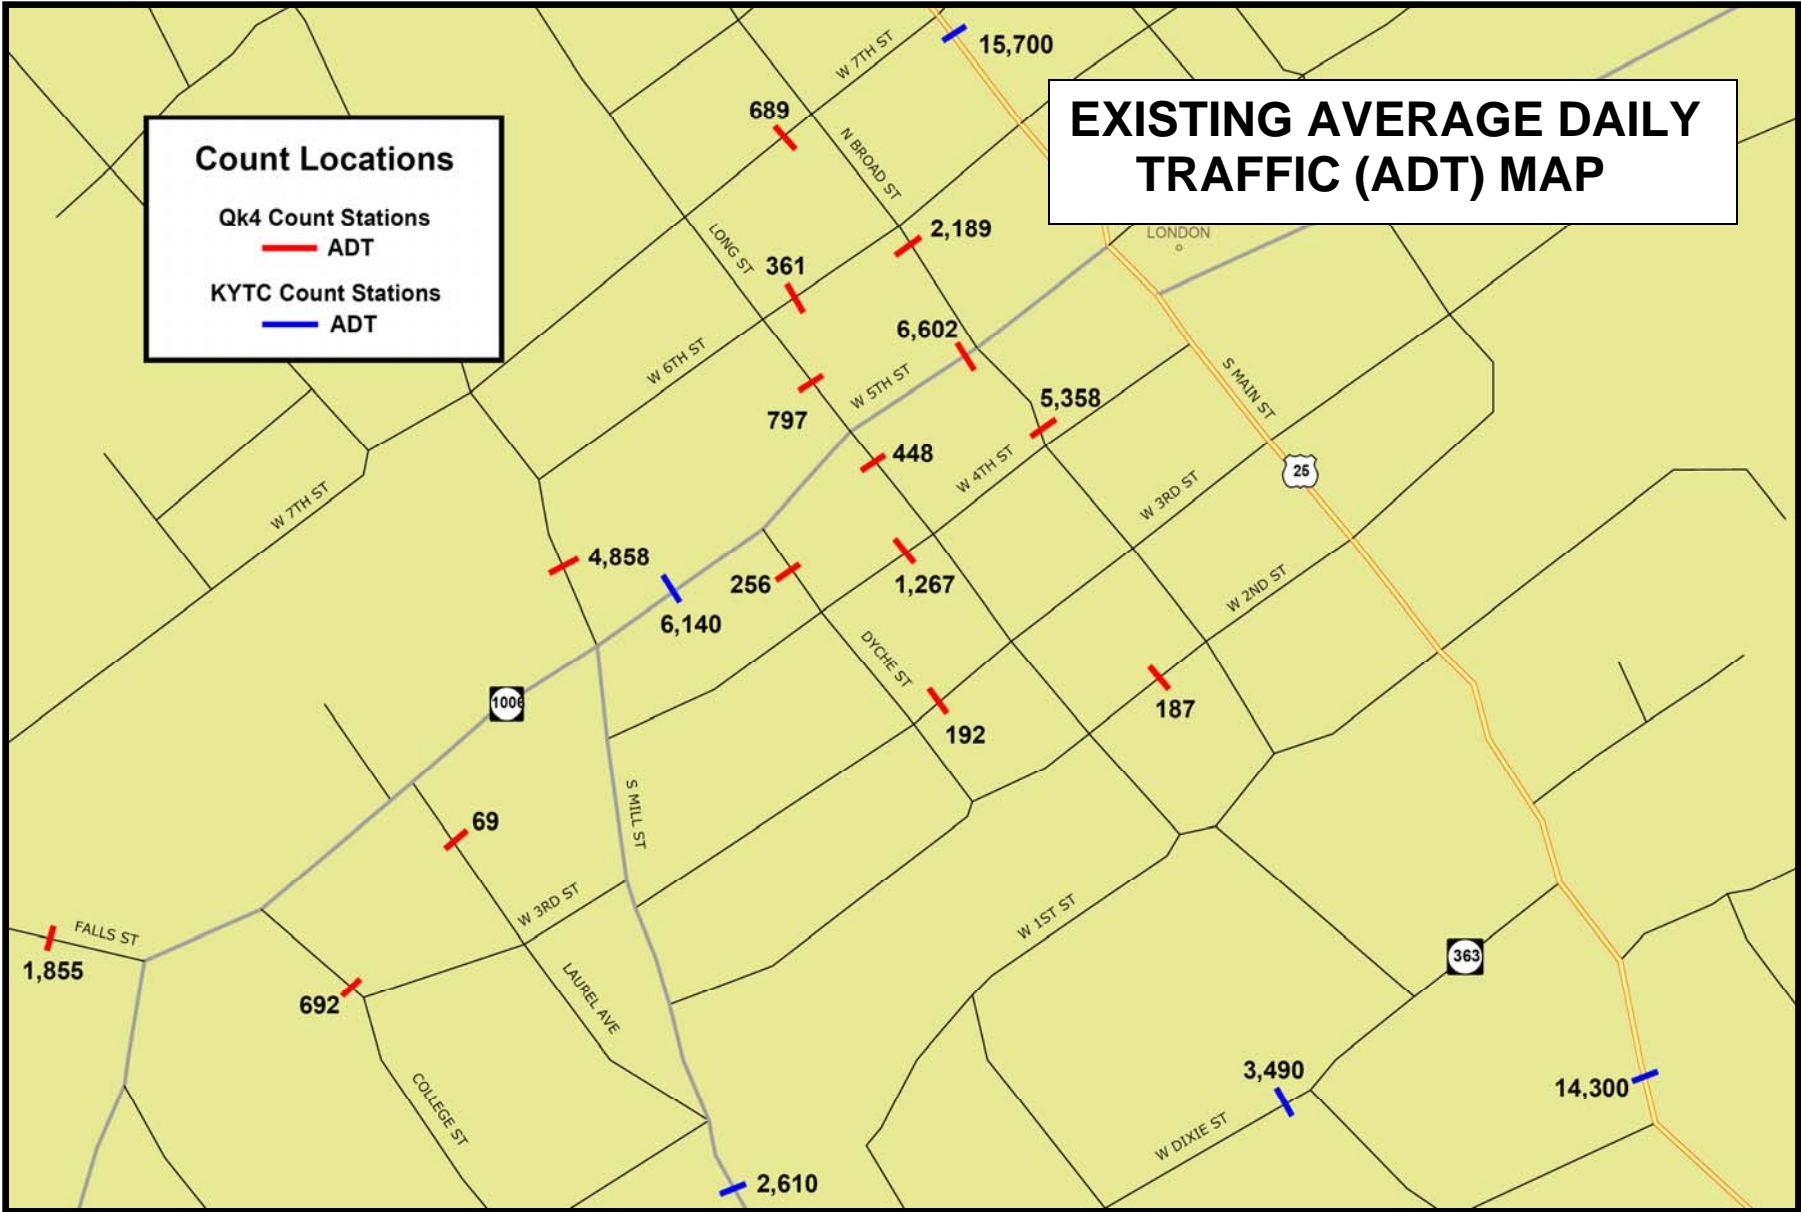 15,700
W 7TH ST
EXISTING AVERAGE DAILY
TRAFFIC (ADT) MAP
689
Count Locations
Qk4 Count Stations
ADT
KYTC Count Stations
ADT
N BROAD ST
2,189
LONDON
LONG ST
361
6,602
W 6TH ST
W 5TH ST
797
5,358
S MAIN ST
448
W 4TH ST
25
W 3RD ST
W 7TH ST
4,858
256
1,267
6,140
W 2ND ST
DYCHE ST
1006
187
192
S MILL ST
69
W 3RD ST
W 1ST ST
FALLS ST
1,855
363
692
LAUREL AVE
COLLEGE ST
3,490
14,300
W DIXIE ST
2,610